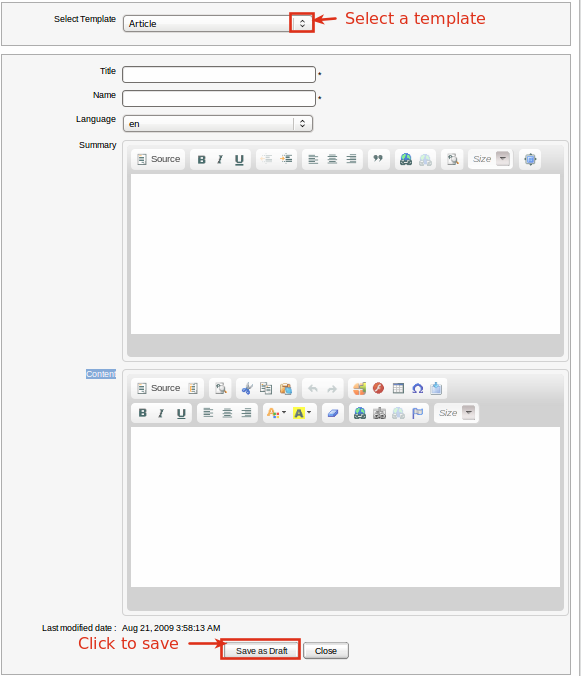 Select Template Article Select a template
Title *
Name *
Language en
Summary
Source B I U Size
Content
Source Ω
B I U A A Size
Last modified date : Aug 21, 2009 3:58:13 AM
Click to save Save as Draft Close